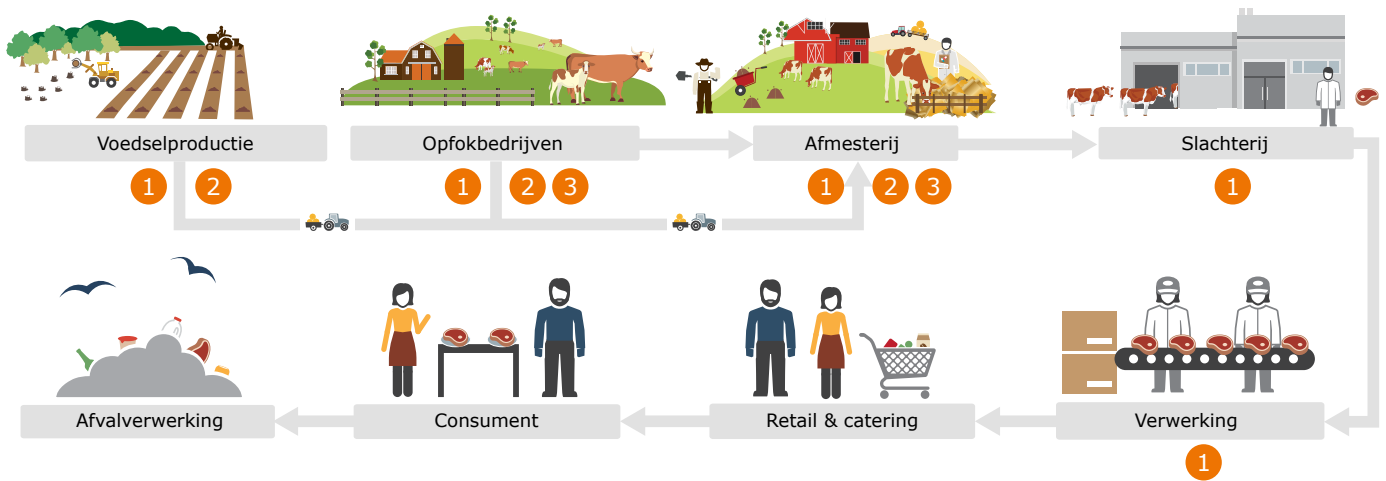 Voedselproductie
Opfokbedrijven
Afmesterij
Slachterij
1 2
1 2 3
1 2 3
1
Afvalverwerking
Consument
Retail & catering
Verwerking
1